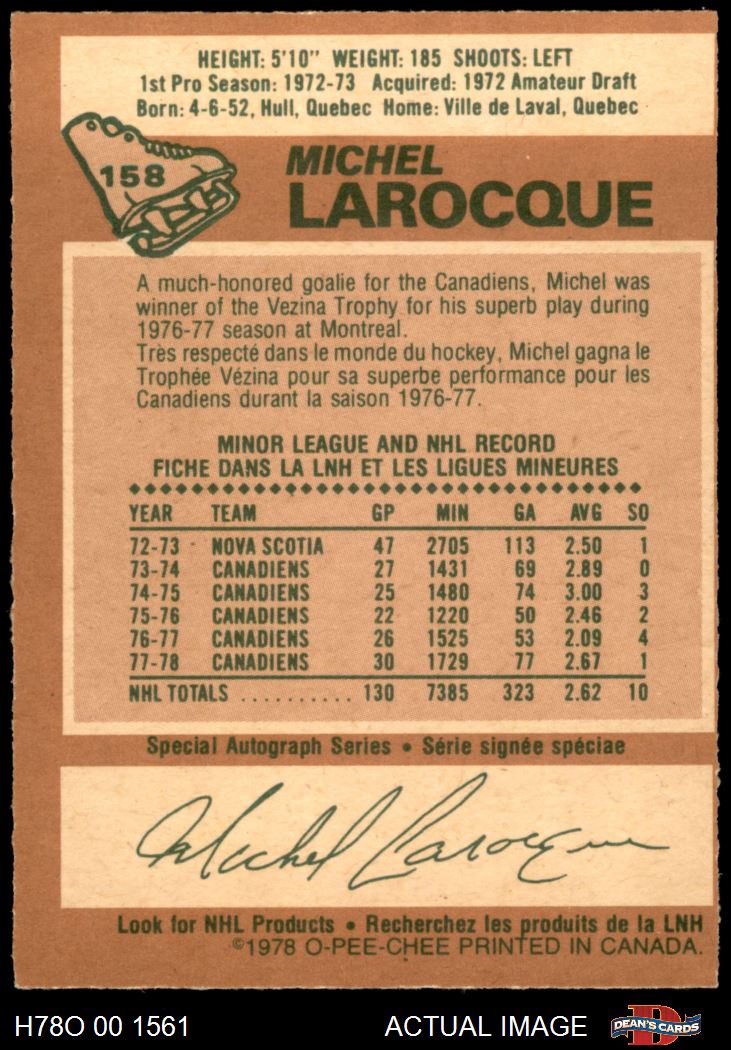 HEIGHT: 5'10" WEIGHT: 185 SHOOTS: LEFT
1st Pro Season: 1972-73 Acquired: 1972 Amateur Draft
Born: 4-6-52, Hull, Quebec Home: Ville de Laval, Quebec
158
MICHEL
LAROCQUE
A much-honored goalie for the Canadiens, Michel was
winner of the Vezina Trophy for his superb play during
1976-77 season at Montreal.
Très respecté dans le monde du hockey, Michel gagna le
Trophée Vézina pour sa superbe performance pour les
Canadiens durant la saison 1976-77.
MINOR LEAGUE AND NHL RECORD
FICHE DANS LA LNH ET LES LIGUES MINEURES
YEAR TEAM GP MIN GA AVG SO
72-73 NOVA SCOTIA 47 2705 113 2.50 1
73-74 CANADIENS 27 1431 69 2.89 0
74-75 CANADIENS 25 1480 74 3.00 3
75-76 CANADIENS 22 1220 50 2.46 2
76-77 CANADIENS 26 1525 53 2.09 4
77-78 CANADIENS 30 1729 77 2.67 1
NHL TOTALS .......... 130 7385 323 2.62 10
Special Autograph Series • Série signée spéciae
Michel Larocque
Look for NHL Products • Recherchez les produits de la LNH
©1978 O-PEE-CHEE PRINTED IN CANADA.
H78O 00 1561 ACTUAL IMAGE DEAN'S CARDS